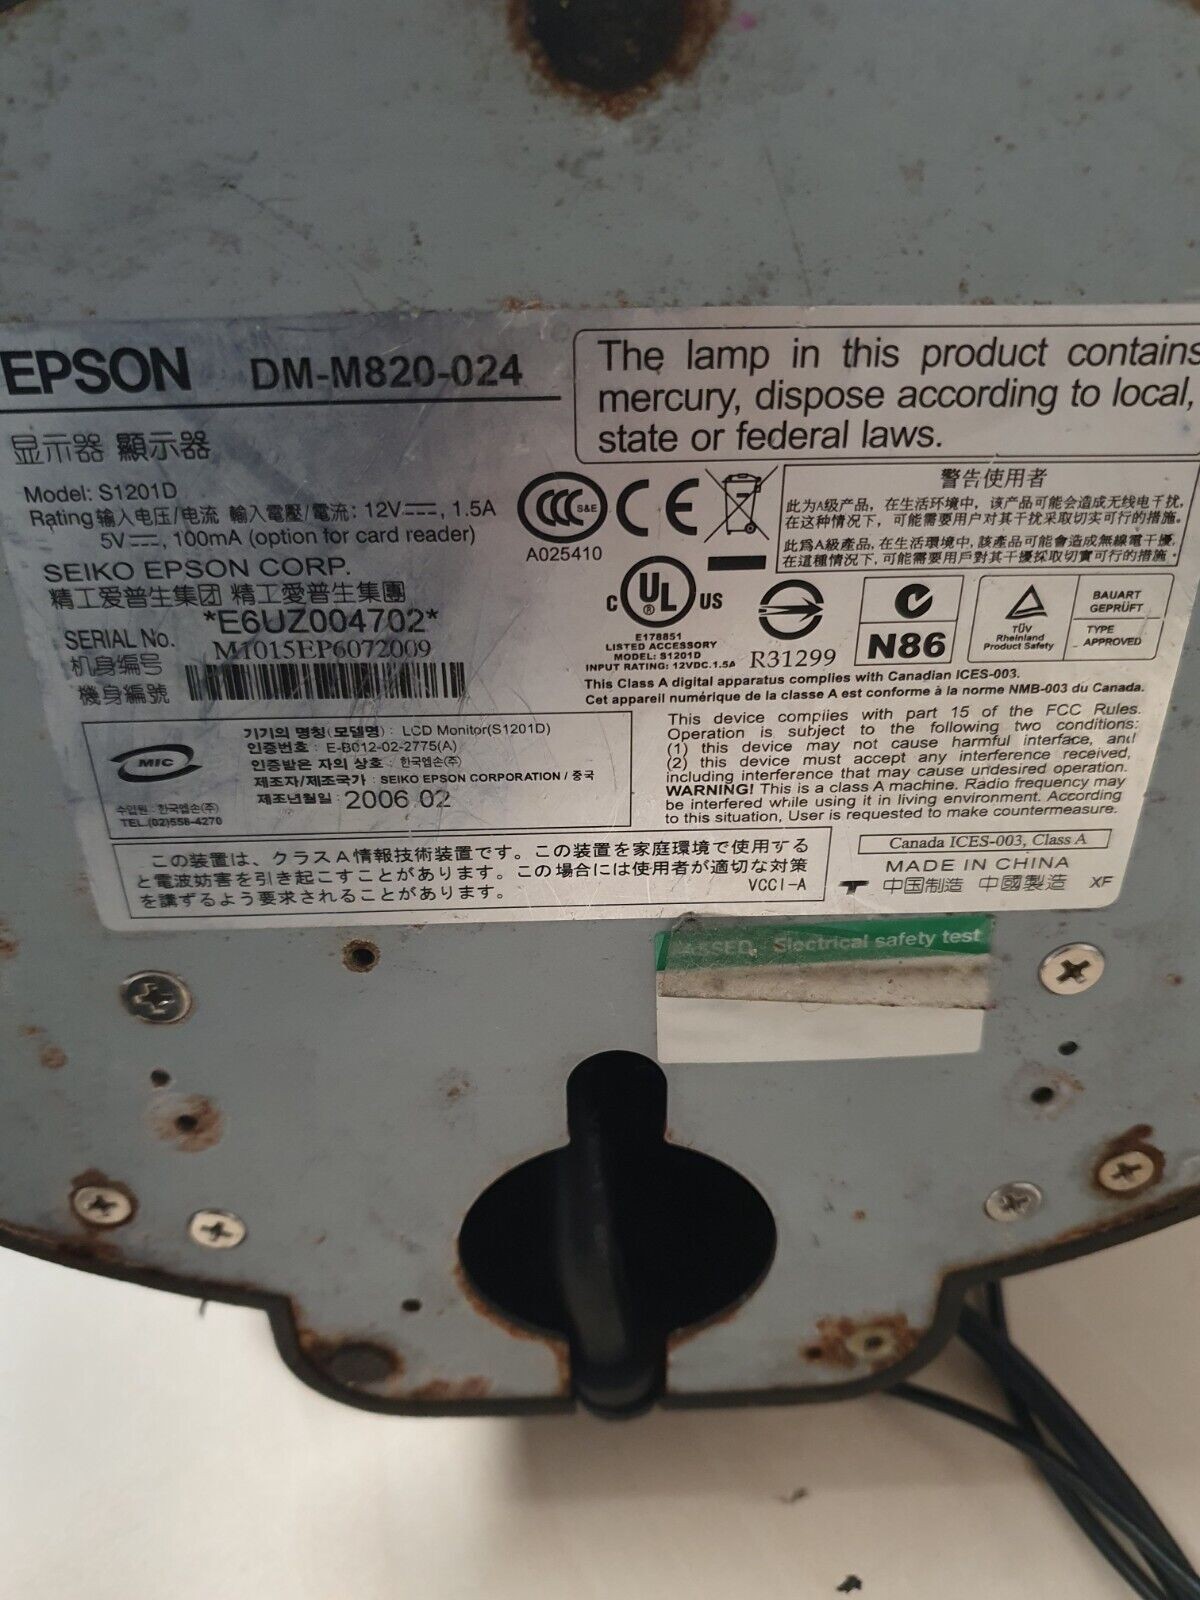 EPSON DM-M820-024
The lamp in this product contains
mercury, dispose according to local,
state or federal laws.
显示器 顯示器
Model: S1201D
Rating 输入电压/电流 輸入電壓/電流: 12V⎓, 1.5A
5V⎓, 100mA (option for card reader)
SEIKO EPSON CORP.
精工爱普生集团 精工愛普生集團
*E6UZ004702*
SERIAL No. M1015EP6072009
机身编号
機身編號
CCC S&E
A025410
CE
警告使用者
此为A级产品, 在生活环境中, 该产品可能会造成无线电干扰,
在这种情况下, 可能需要用户对其干扰采取切实可行的措施。
此爲A級產品, 在生活環境中, 該產品可能會造成無線電干擾,
在這種情況下, 可能需要用戶對其干擾採取切實可行的措施。
C UL ® US
E178851
LISTED ACCESSORY
MODEL: S1201D
INPUT RATING: 12VDC.1.5A
R31299
N86
TÜV
Rheinland
Product Safety
BAUART
GEPRÜFT
TYPE
APPROVED
This Class A digital apparatus complies with Canadian ICES-003.
Cet appareil numérique de la classe A est conforme à la norme NMB-003 du Canada.
MIC
수입원: 한국엡손(주)
TEL.(02)558-4270
기기의 명칭(모델명) : LCD Monitor(S1201D)
인증번호 : E-B012-02-2775(A)
인증받은 자의 상호 : 한국엡손(주)
제조자/제조국가 : SEIKO EPSON CORPORATION / 중국
제조년월일 : 2006.02
This device complies with part 15 of the FCC Rules.
Operation is subject to the following two conditions:
(1) this device may not cause harmful interface, and
(2) this device must accept any interference received,
including interference that may cause undesired operation.
WARNING! This is a class A machine. Radio frequency may
be interfered while using it in living environment. According
to this situation, User is requested to make countermeasure.
この装置は、クラスA情報技術装置です。この装置を家庭環境で使用する
と電波妨害を引き起こすことがあります。この場合には使用者が適切な対策
を講ずるよう要求されることがあります。
VCCI-A
Canada ICES-003, Class A
MADE IN CHINA
中国制造 中國製造 XF
PASSED. Electrical safety test